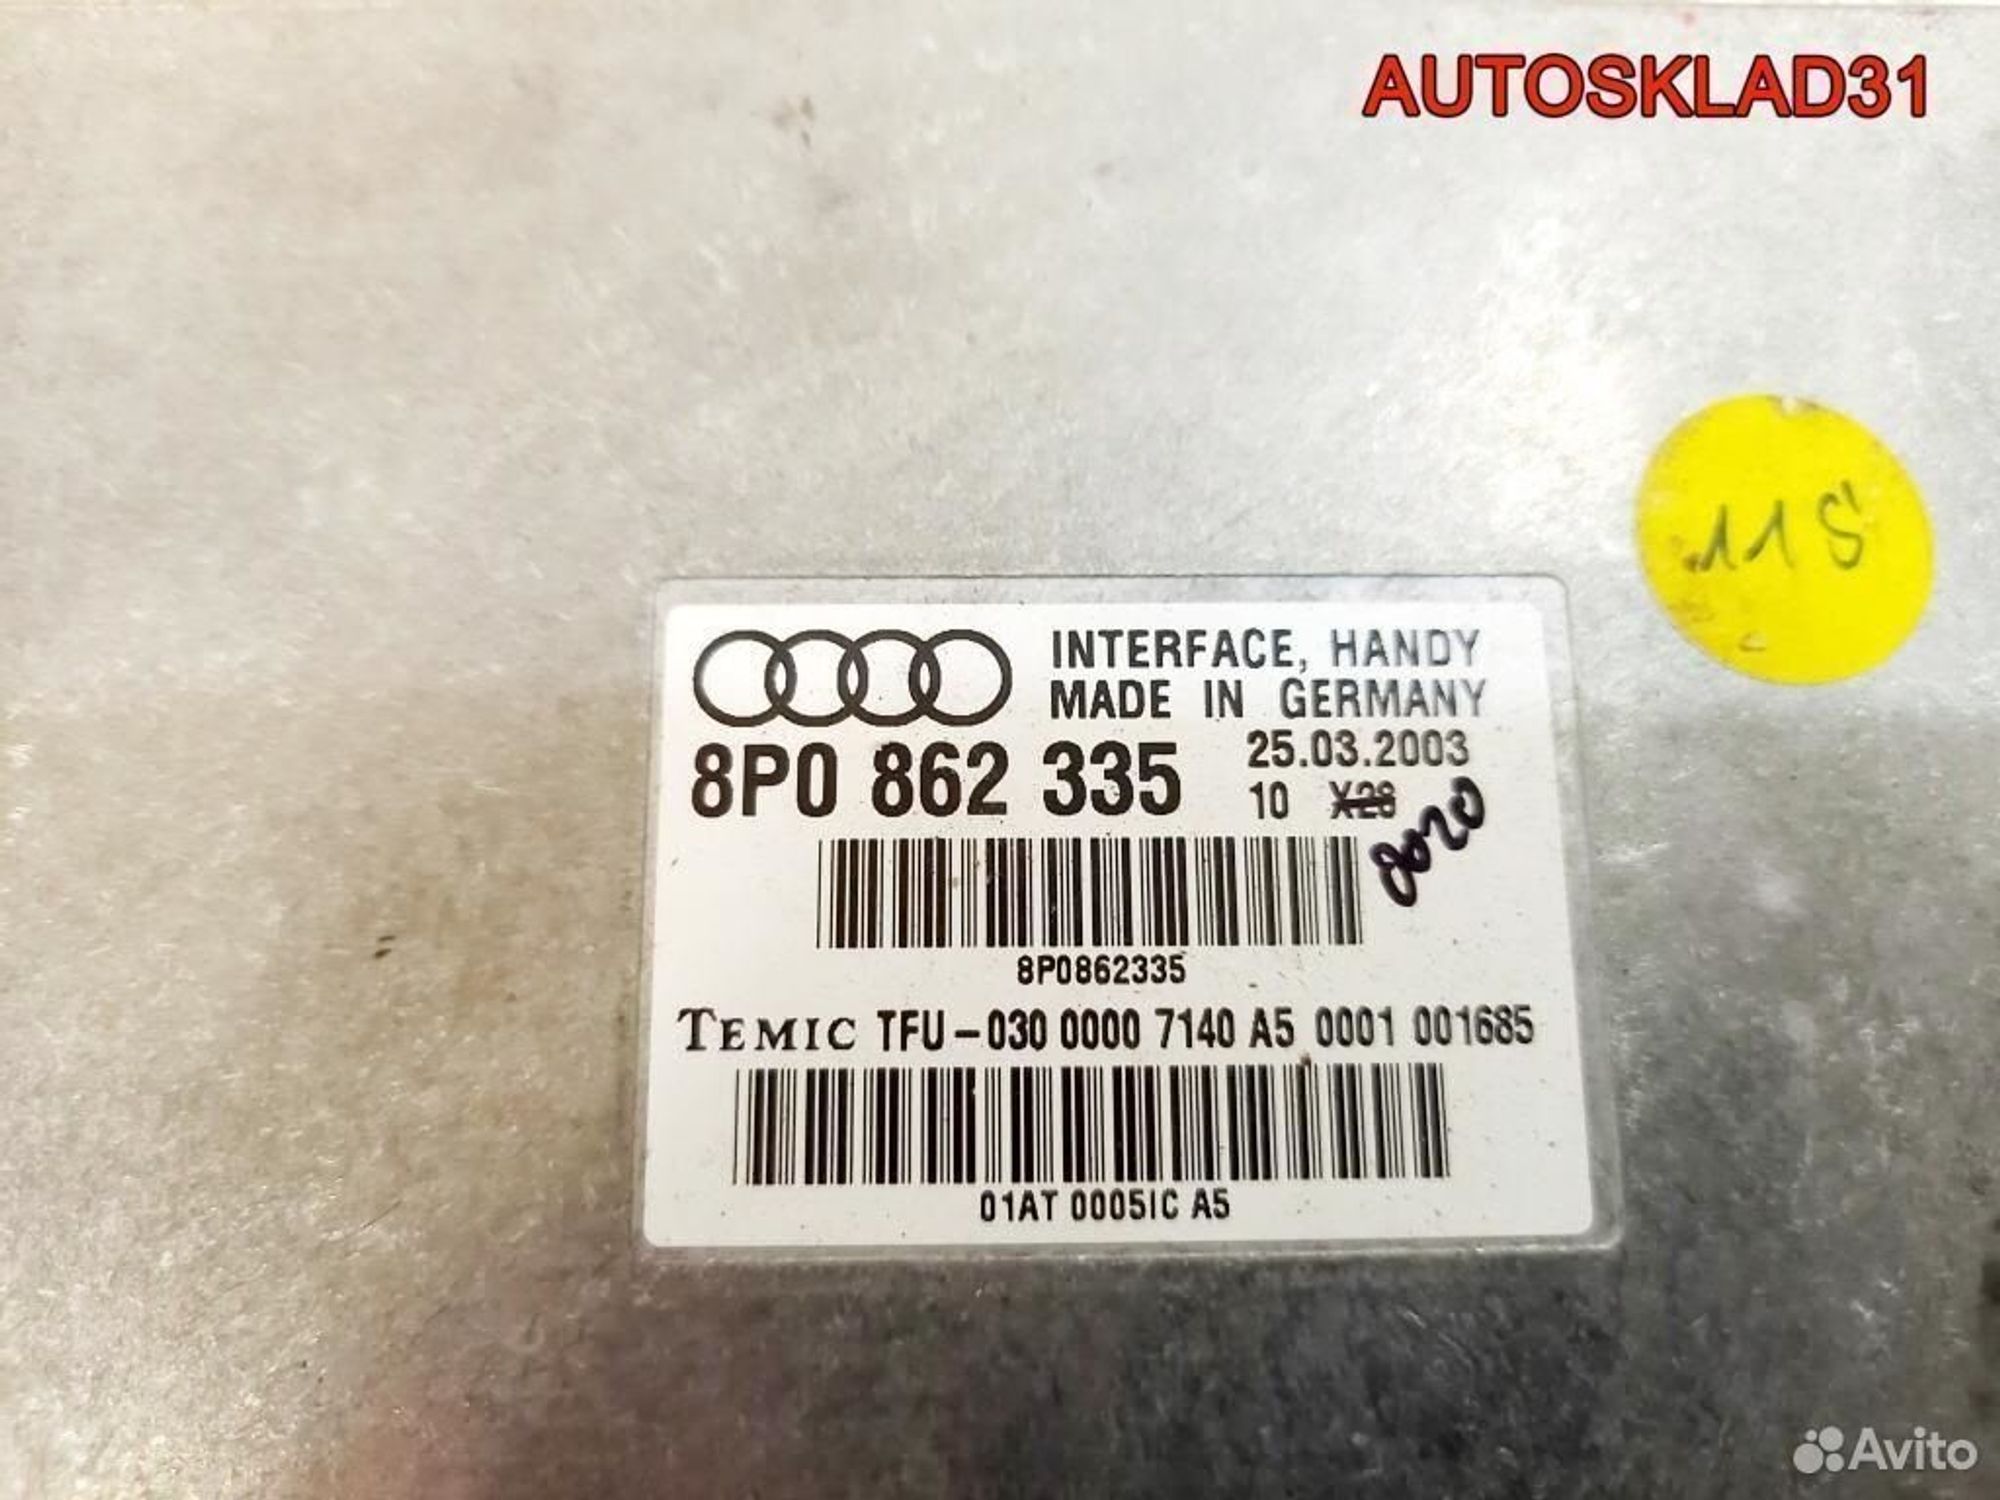 AUTOSKLAD31
11S
INTERFACE, HANDY
MADE IN GERMANY
8P0 862 335
25.03.2003
10 X28
0020
8P0862335
TEMIC TFU-030 0000 7140 A5 0001 001685
01AT 0005IC A5
Avito